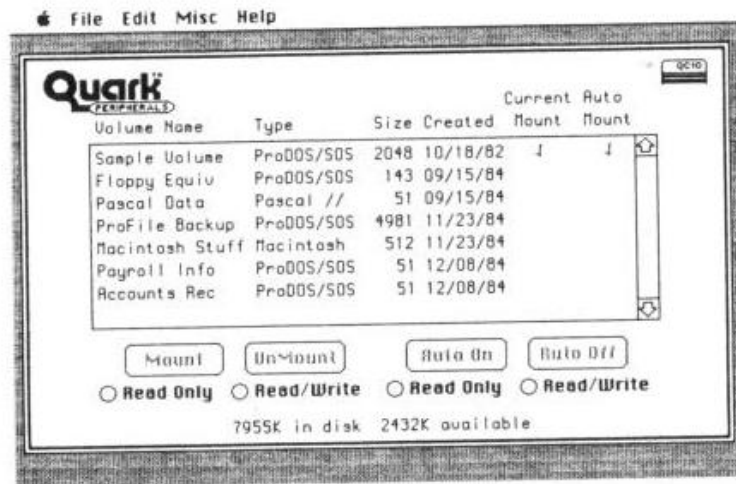 File Edit Misc Help
Quark™
PERIPHERALS
QC10
Current Auto
Volume Name Type Size Created Mount Mount
Sample Volume ProDOS/SOS 2048 10/18/82 √ √
Floppy Equiv ProDOS/SOS 143 09/15/84
Pascal Data Pascal // 51 09/15/84
ProFile Backup ProDOS/SOS 4981 11/23/84
Macintosh Stuff Macintosh 512 11/23/84
Payroll Info ProDOS/SOS 51 12/08/84
Accounts Rec ProDOS/SOS 51 12/08/84
Mount UnMount Auto On Auto Off
Read Only Read/Write Read Only Read/Write
7955K in disk 2432K available